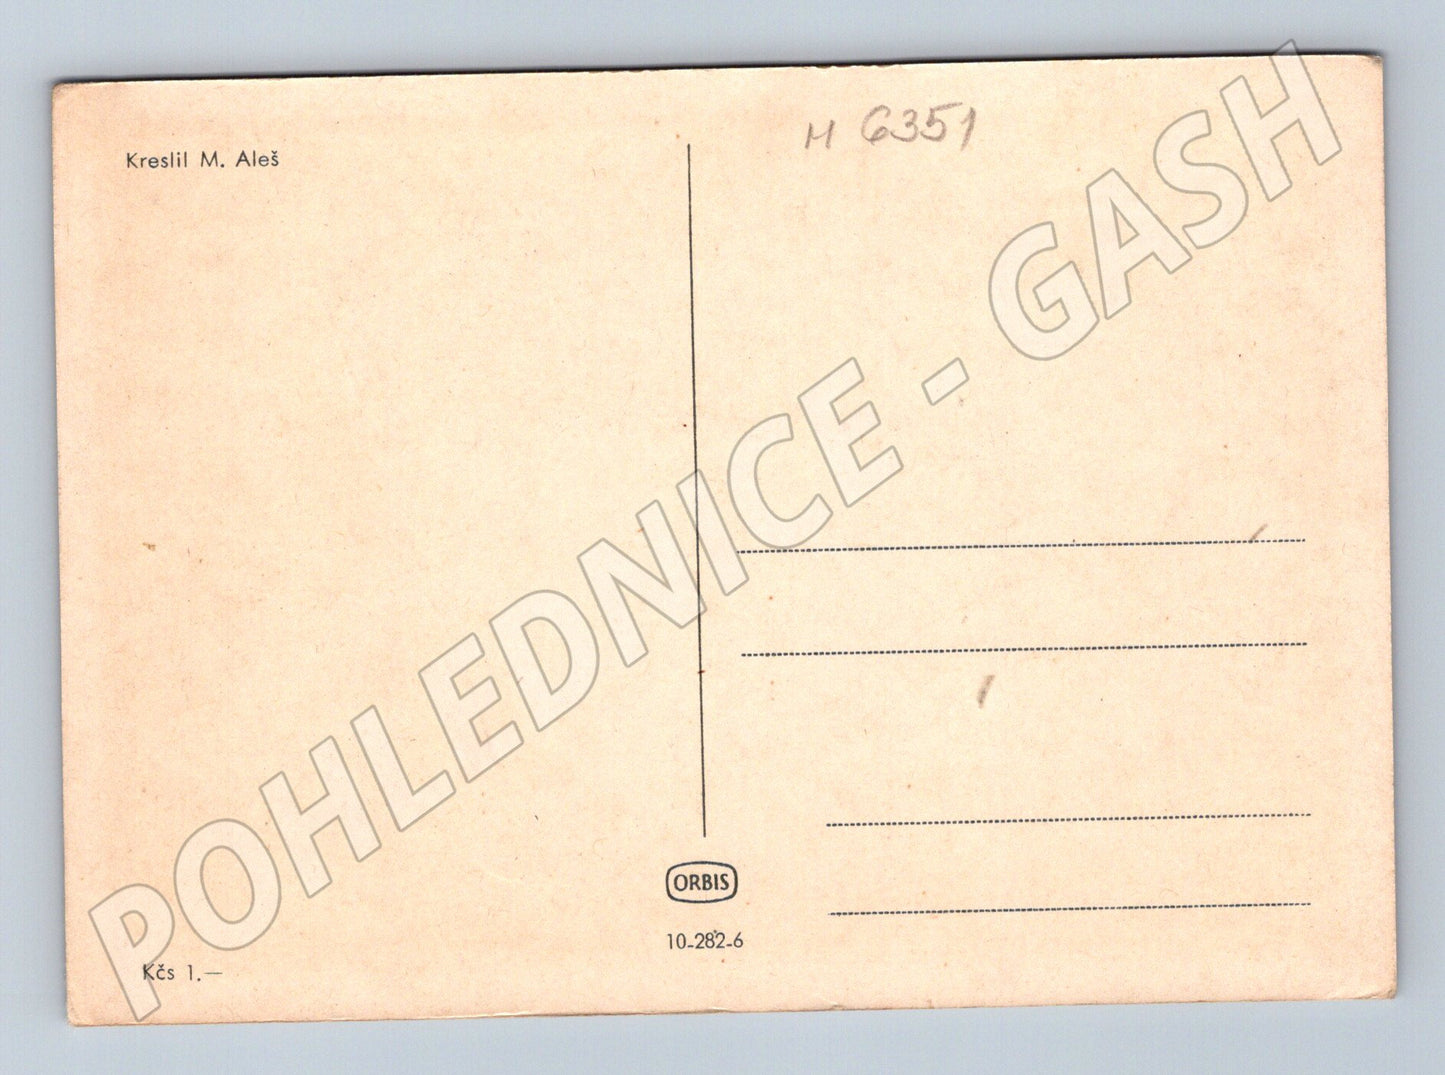 Kreslil M. Aleš
M 6351
POHLEDNICE - GASH
ORBIS
10-282-6
Kčs 1.—